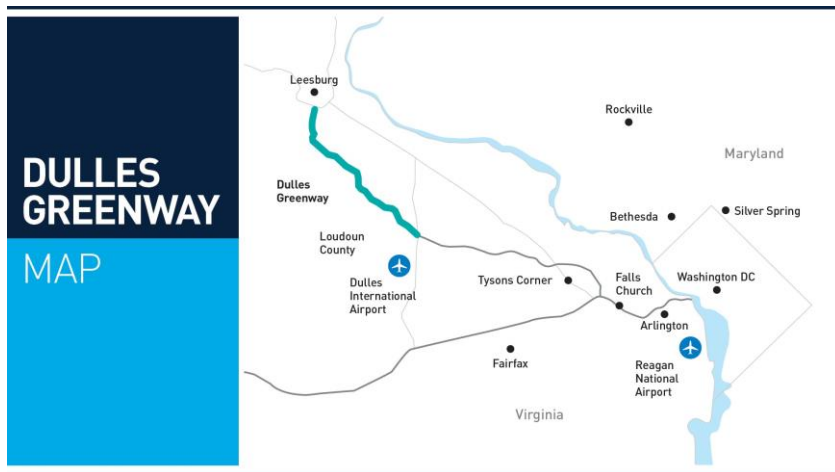 DULLES
GREENWAY
MAP
Leesburg
Rockville
Maryland
Dulles
Greenway
Bethesda
Silver Spring
Loudoun
County
Dulles
International
Airport
Tysons Corner
Falls
Church
Washington DC
Arlington
Fairfax
Reagan
National
Airport
Virginia